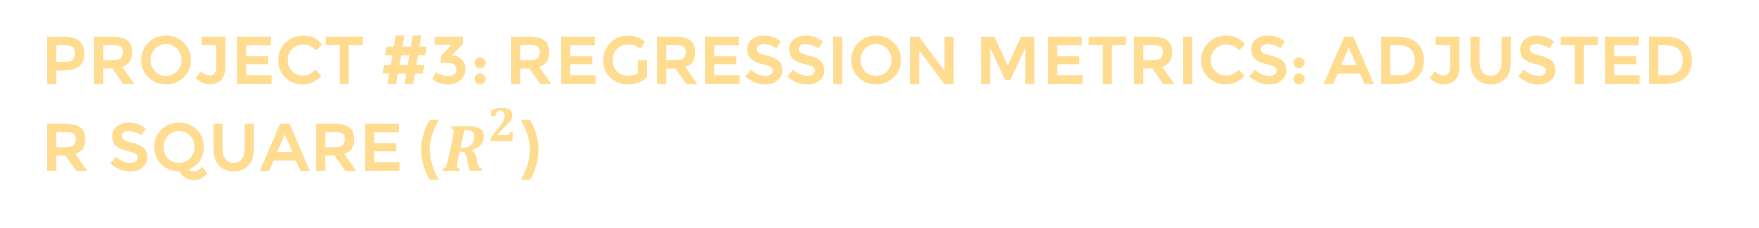 PROJECT #3: REGRESSION METRICS: ADJUSTED
R SQUARE (R²)